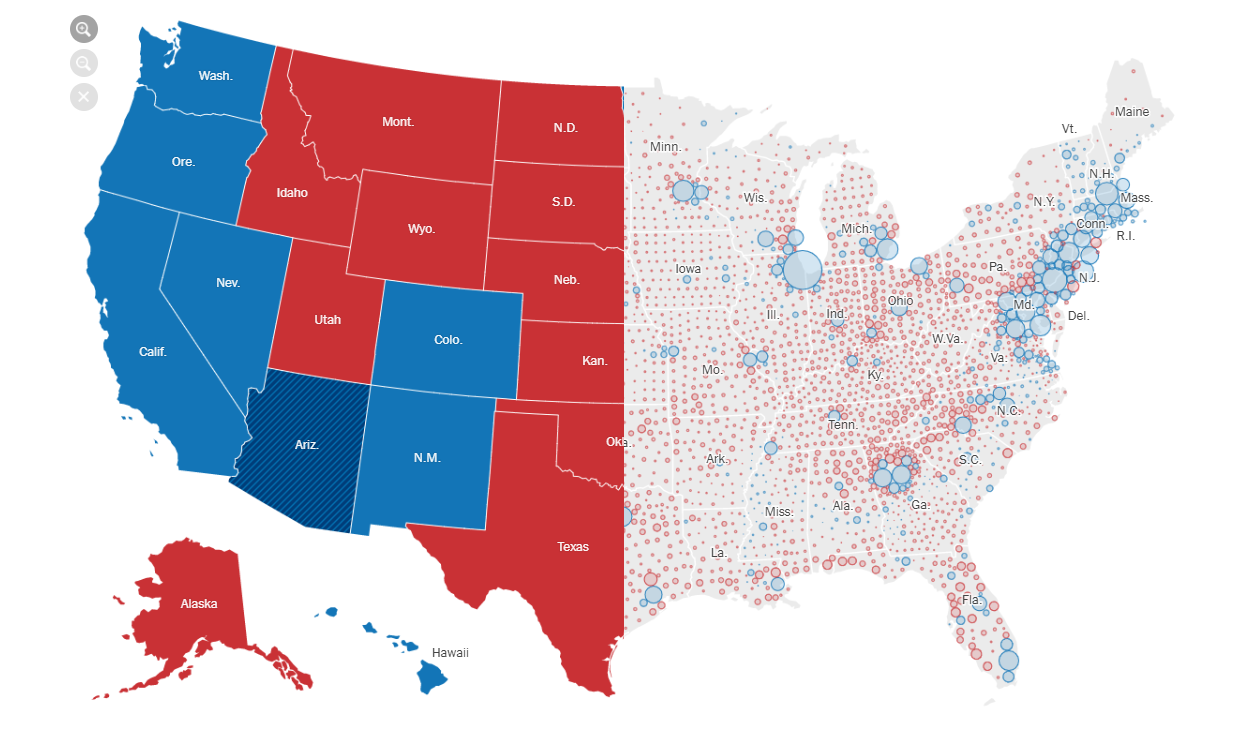 Wash.
Mont.
N.D.
Minn.
Maine
Vt.
Ore.
Idaho
S.D.
Wis.
N.H.
Mass.
N.Y.
Wyo.
Mich.
Conn.
R.I.
Iowa
Pa.
Nev.
Neb.
N.J.
Utah
Ill.
Ind.
Ohio
Md.
Del.
Calif.
Colo.
Kan.
Mo.
Ky.
W.Va.
Va.
Ariz.
N.M.
Okla.
Ark.
Tenn.
N.C.
S.C.
Texas
La.
Miss.
Ala.
Ga.
Alaska
Hawaii
Fla.